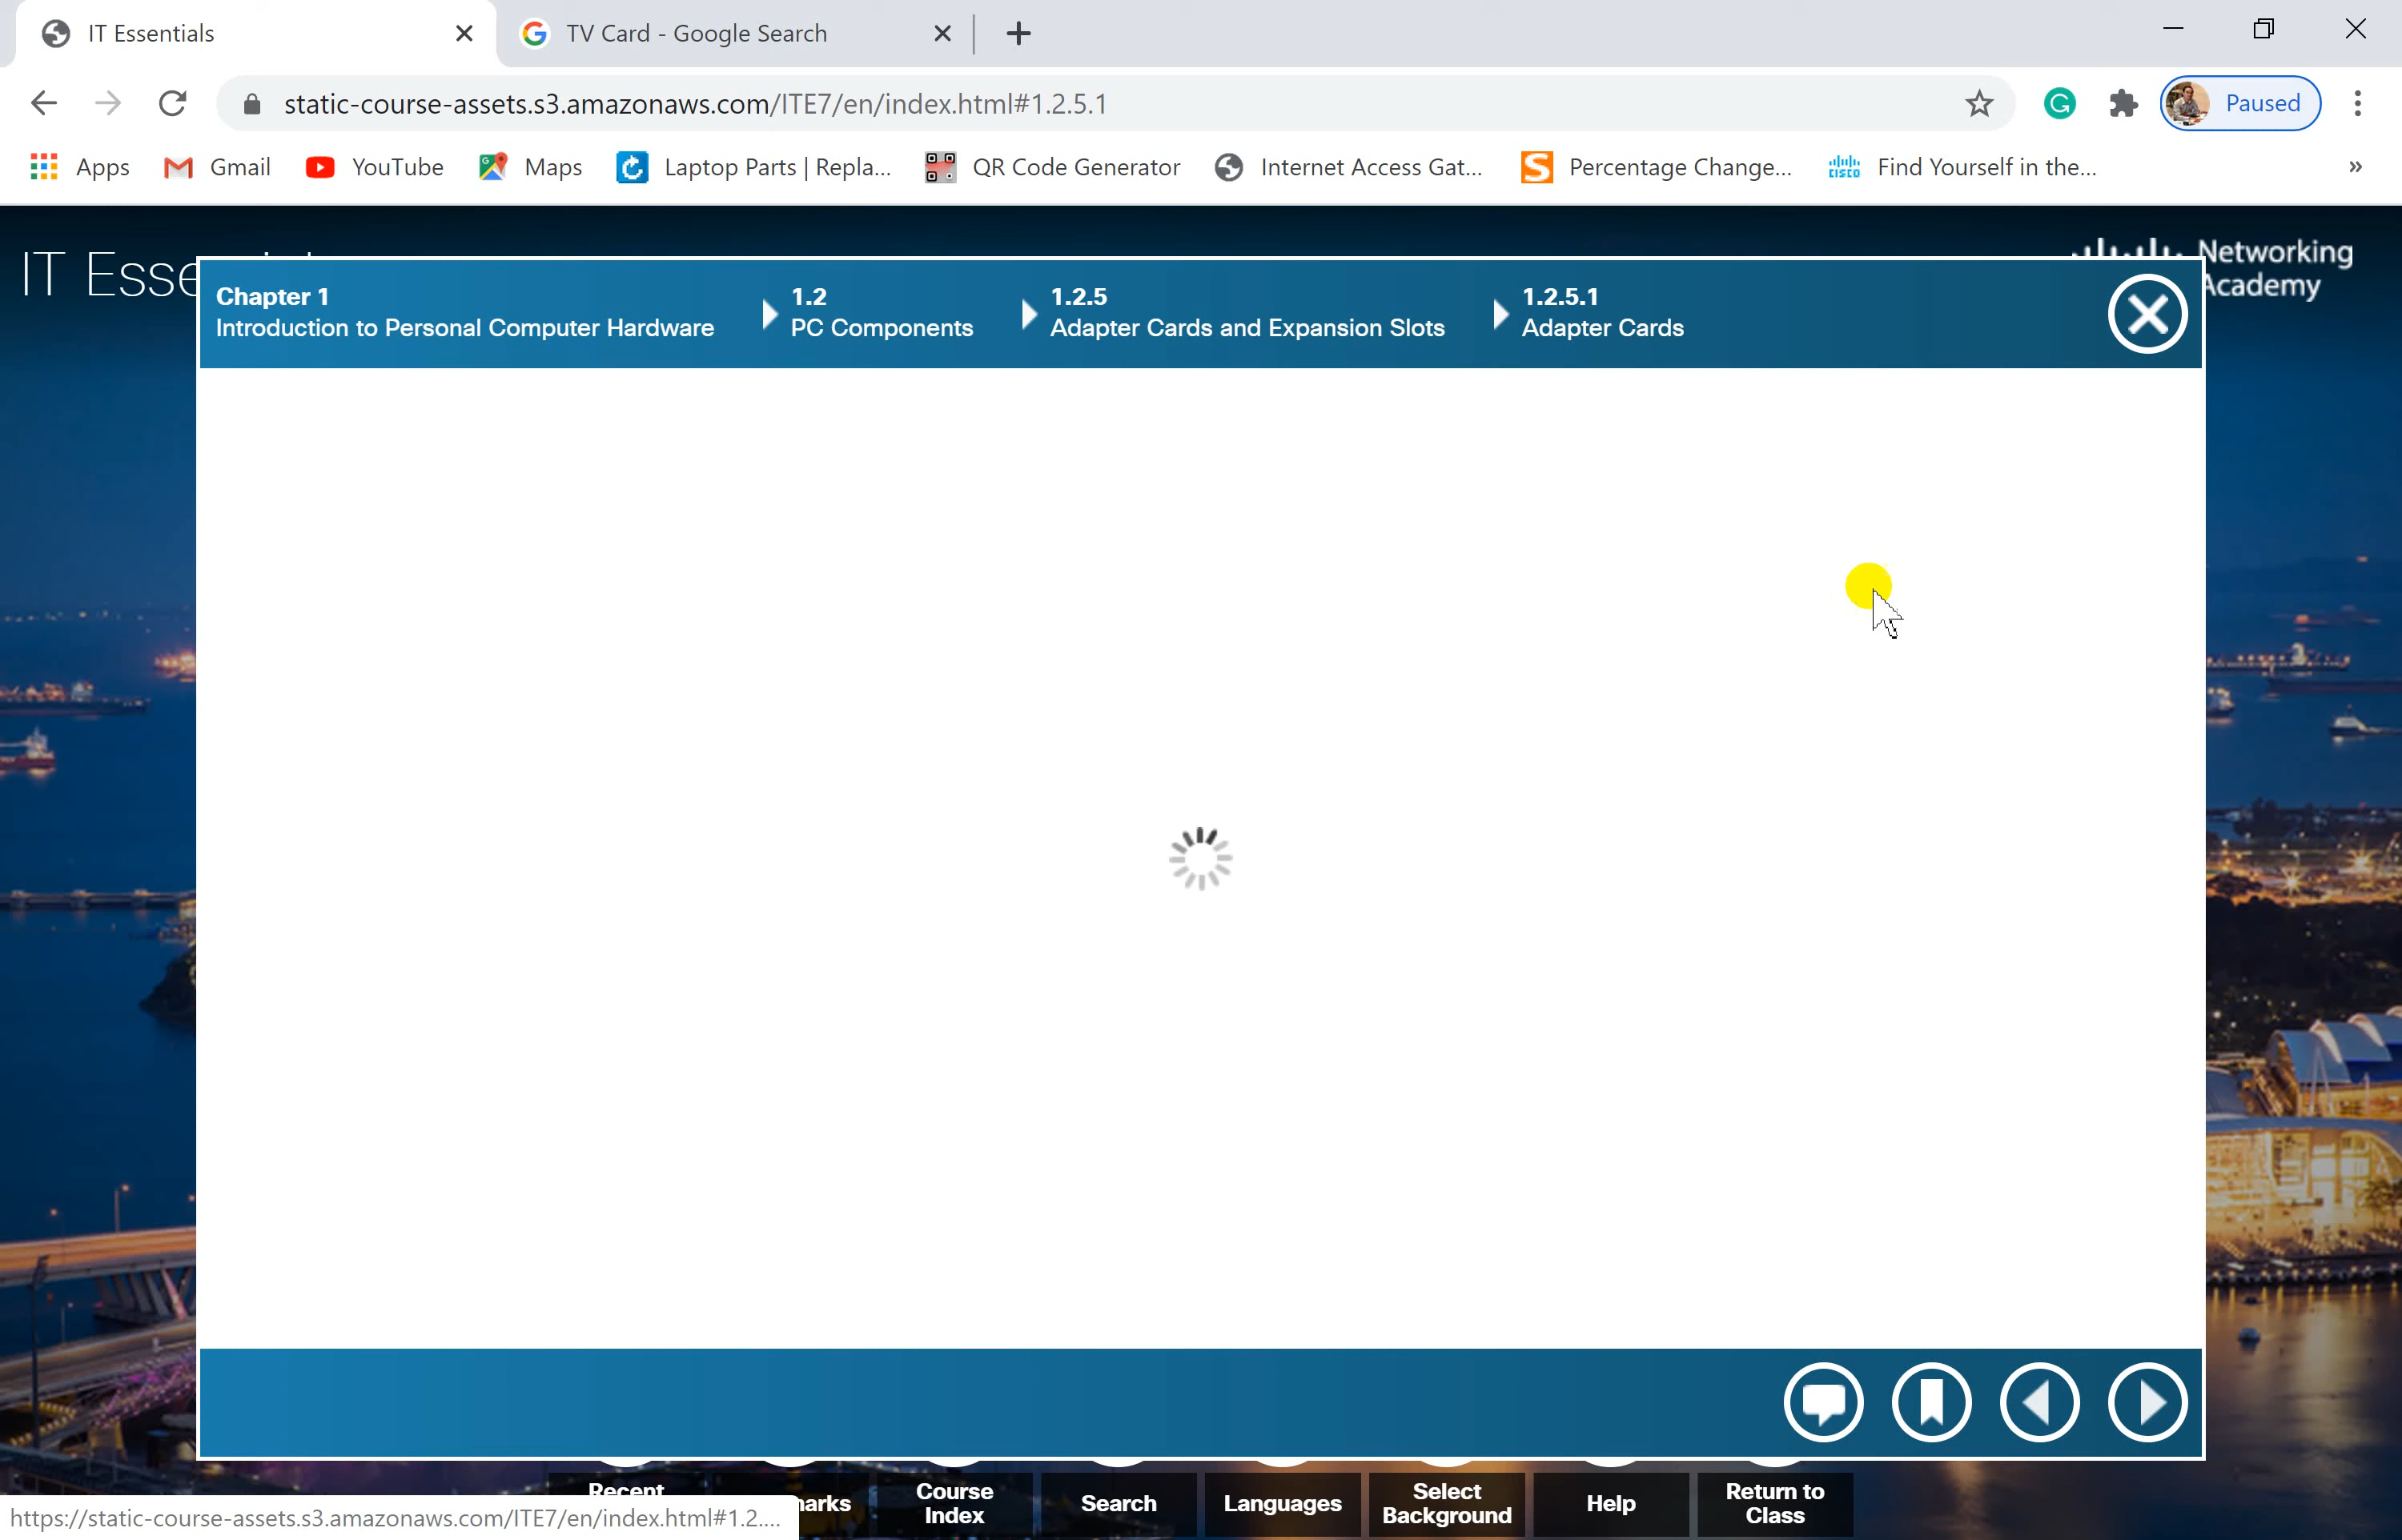 IT Essentials
TV Card - Google Search
static-course-assets.s3.amazonaws.com/ITE7/en/index.html#1.2.5.1
Paused
Apps
Gmail
YouTube
Maps
Laptop Parts | Repla...
QR Code Generator
Internet Access Gat...
Percentage Change...
CISCO
Find Yourself in the...
IT Esse
Networking
Academy
Chapter 1
Introduction to Personal Computer Hardware
1.2
PC Components
1.2.5
Adapter Cards and Expansion Slots
1.2.5.1
Adapter Cards
Recent
arks
Course
Index
Search
Languages
Select
Background
Help
Return to
Class
https://static-course-assets.s3.amazonaws.com/ITE7/en/index.html#1.2....